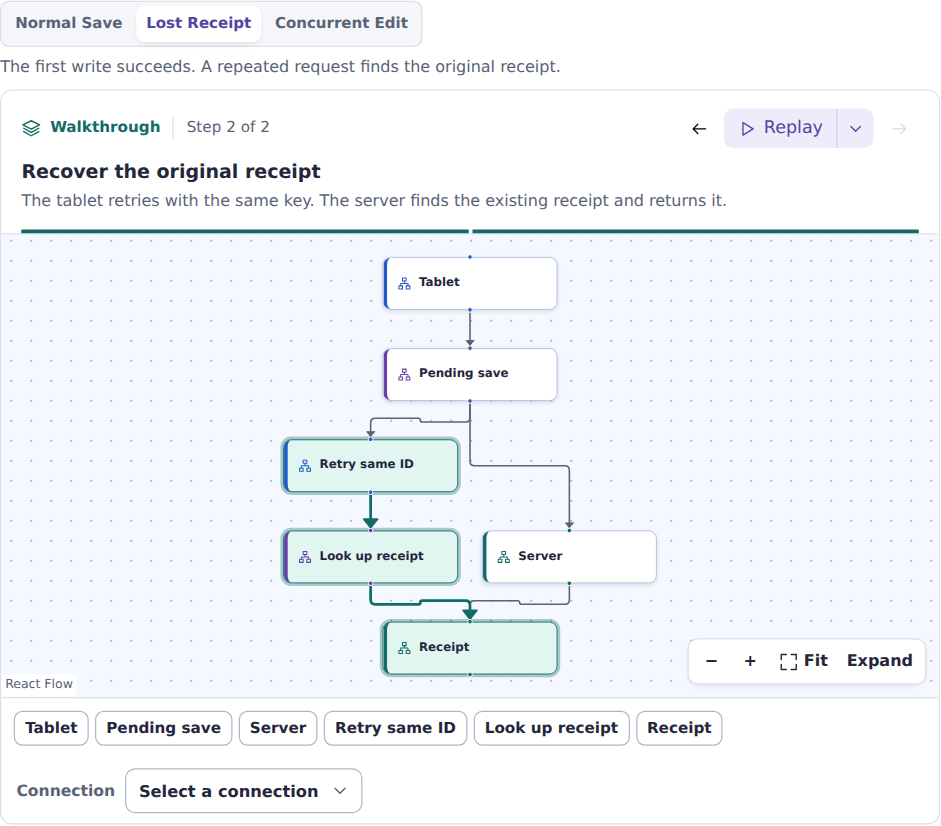 Normal Save Lost Receipt Concurrent Edit
The first write succeeds. A repeated request finds the original receipt.
Walkthrough Step 2 of 2
Replay
Recover the original receipt
The tablet retries with the same key. The server finds the existing receipt and returns it.
Tablet
Pending save
Retry same ID
Look up receipt
Server
Receipt
− + Fit Expand
React Flow
Tablet Pending save Server Retry same ID Look up receipt Receipt
Connection Select a connection